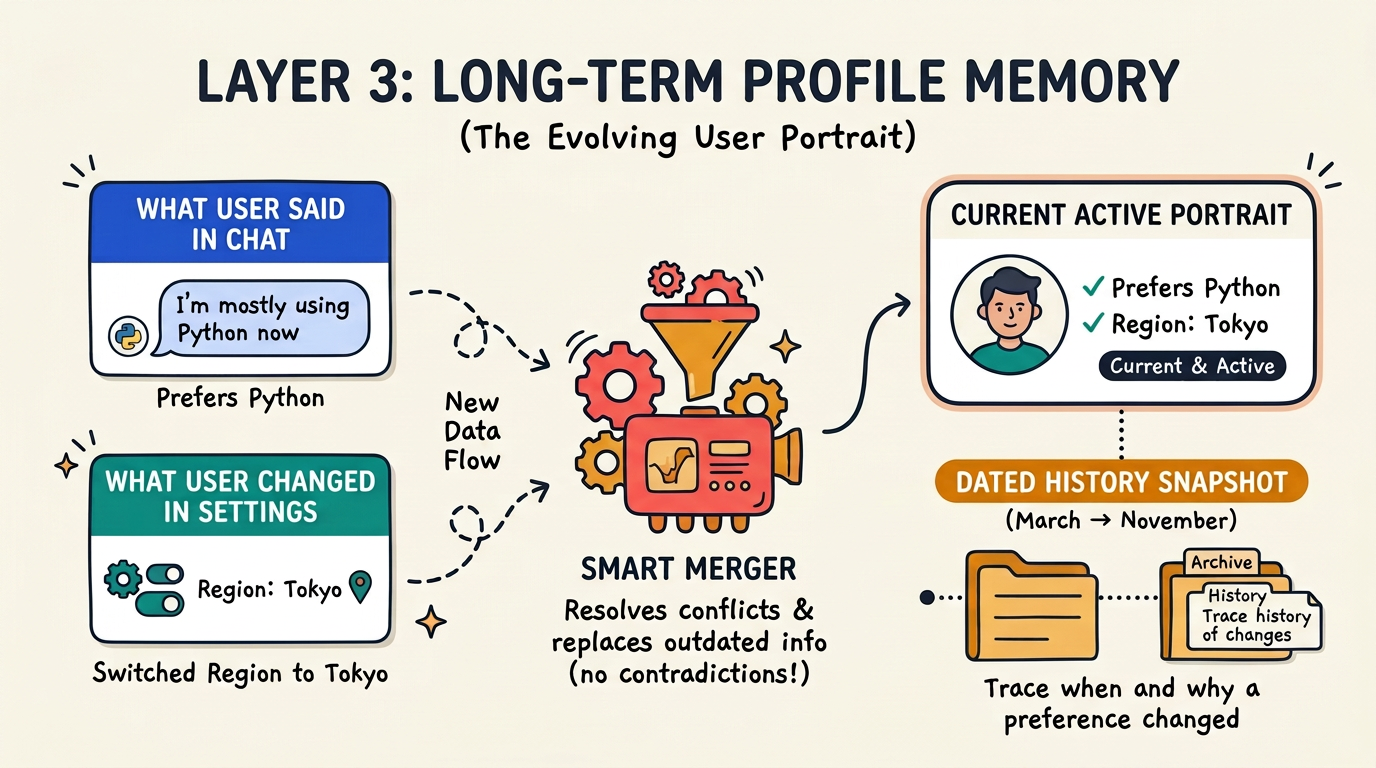 LAYER 3: LONG-TERM PROFILE MEMORY
(The Evolving User Portrait)
WHAT USER SAID
IN CHAT
I'm mostly using
Python now
Prefers Python
WHAT USER CHANGED
IN SETTINGS
Region: Tokyo
Switched Region to Tokyo
New
Data
Flow
SMART MERGER
Resolves conflicts &
replaces outdated info
(no contradictions!)
CURRENT ACTIVE PORTRAIT
✓ Prefers Python
✓ Region: Tokyo
Current & Active
DATED HISTORY SNAPSHOT
(March → November)
Archive
History
Trace history
of changes
Trace when and why a
preference changed